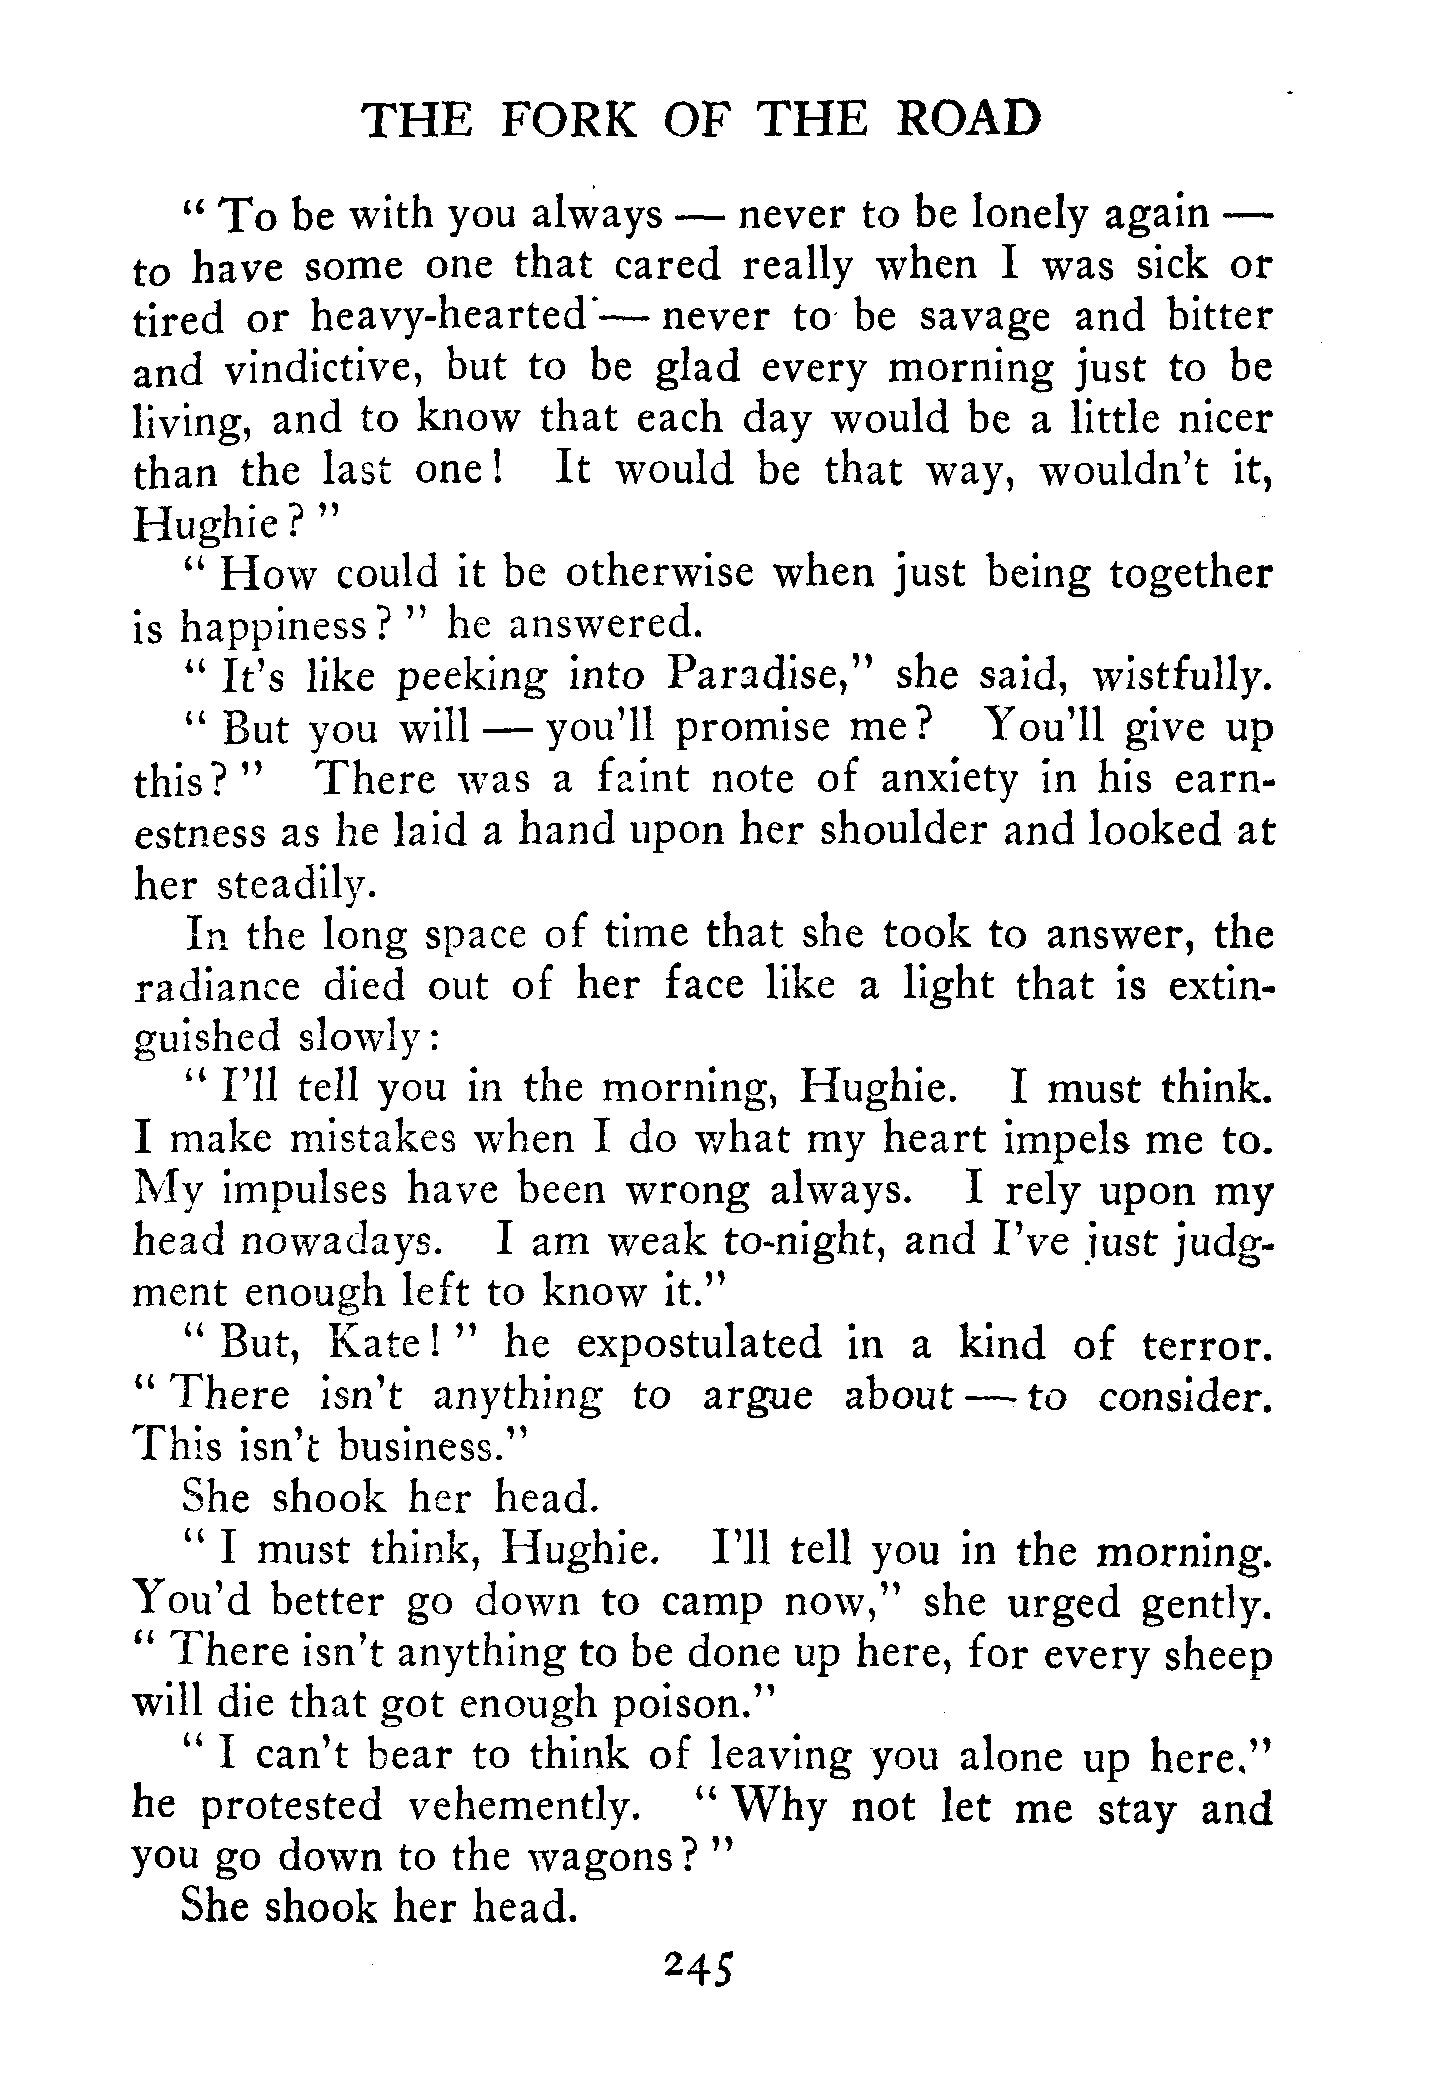 THE FORK OF THE ROAD
“ To be with you always — never to be lonely again —
to have some one that cared really when I was sick or
tired or heavy-hearted — never to be savage and bitter
and vindictive, but to be glad every morning just to be
living, and to know that each day would be a little nicer
than the last one! It would be that way, wouldn't it,
Hughie? ”
“ How could it be otherwise when just being together
is happiness? ” he answered.
“ It's like peeking into Paradise,” she said, wistfully.
“ But you will — you'll promise me? You'll give up
this? ” There was a faint note of anxiety in his earn-
estness as he laid a hand upon her shoulder and looked at
her steadily.
In the long space of time that she took to answer, the
radiance died out of her face like a light that is extin-
guished slowly:
“ I'll tell you in the morning, Hughie. I must think.
I make mistakes when I do what my heart impels me to.
My impulses have been wrong always. I rely upon my
head nowadays. I am weak to-night, and I've just judg-
ment enough left to know it.”
“ But, Kate! ” he expostulated in a kind of terror.
“ There isn't anything to argue about — to consider.
This isn't business.”
She shook her head.
“ I must think, Hughie. I'll tell you in the morning.
You'd better go down to camp now,” she urged gently.
“ There isn't anything to be done up here, for every sheep
will die that got enough poison.”
“ I can't bear to think of leaving you alone up here,”
he protested vehemently. “ Why not let me stay and
you go down to the wagons? ”
She shook her head.
245